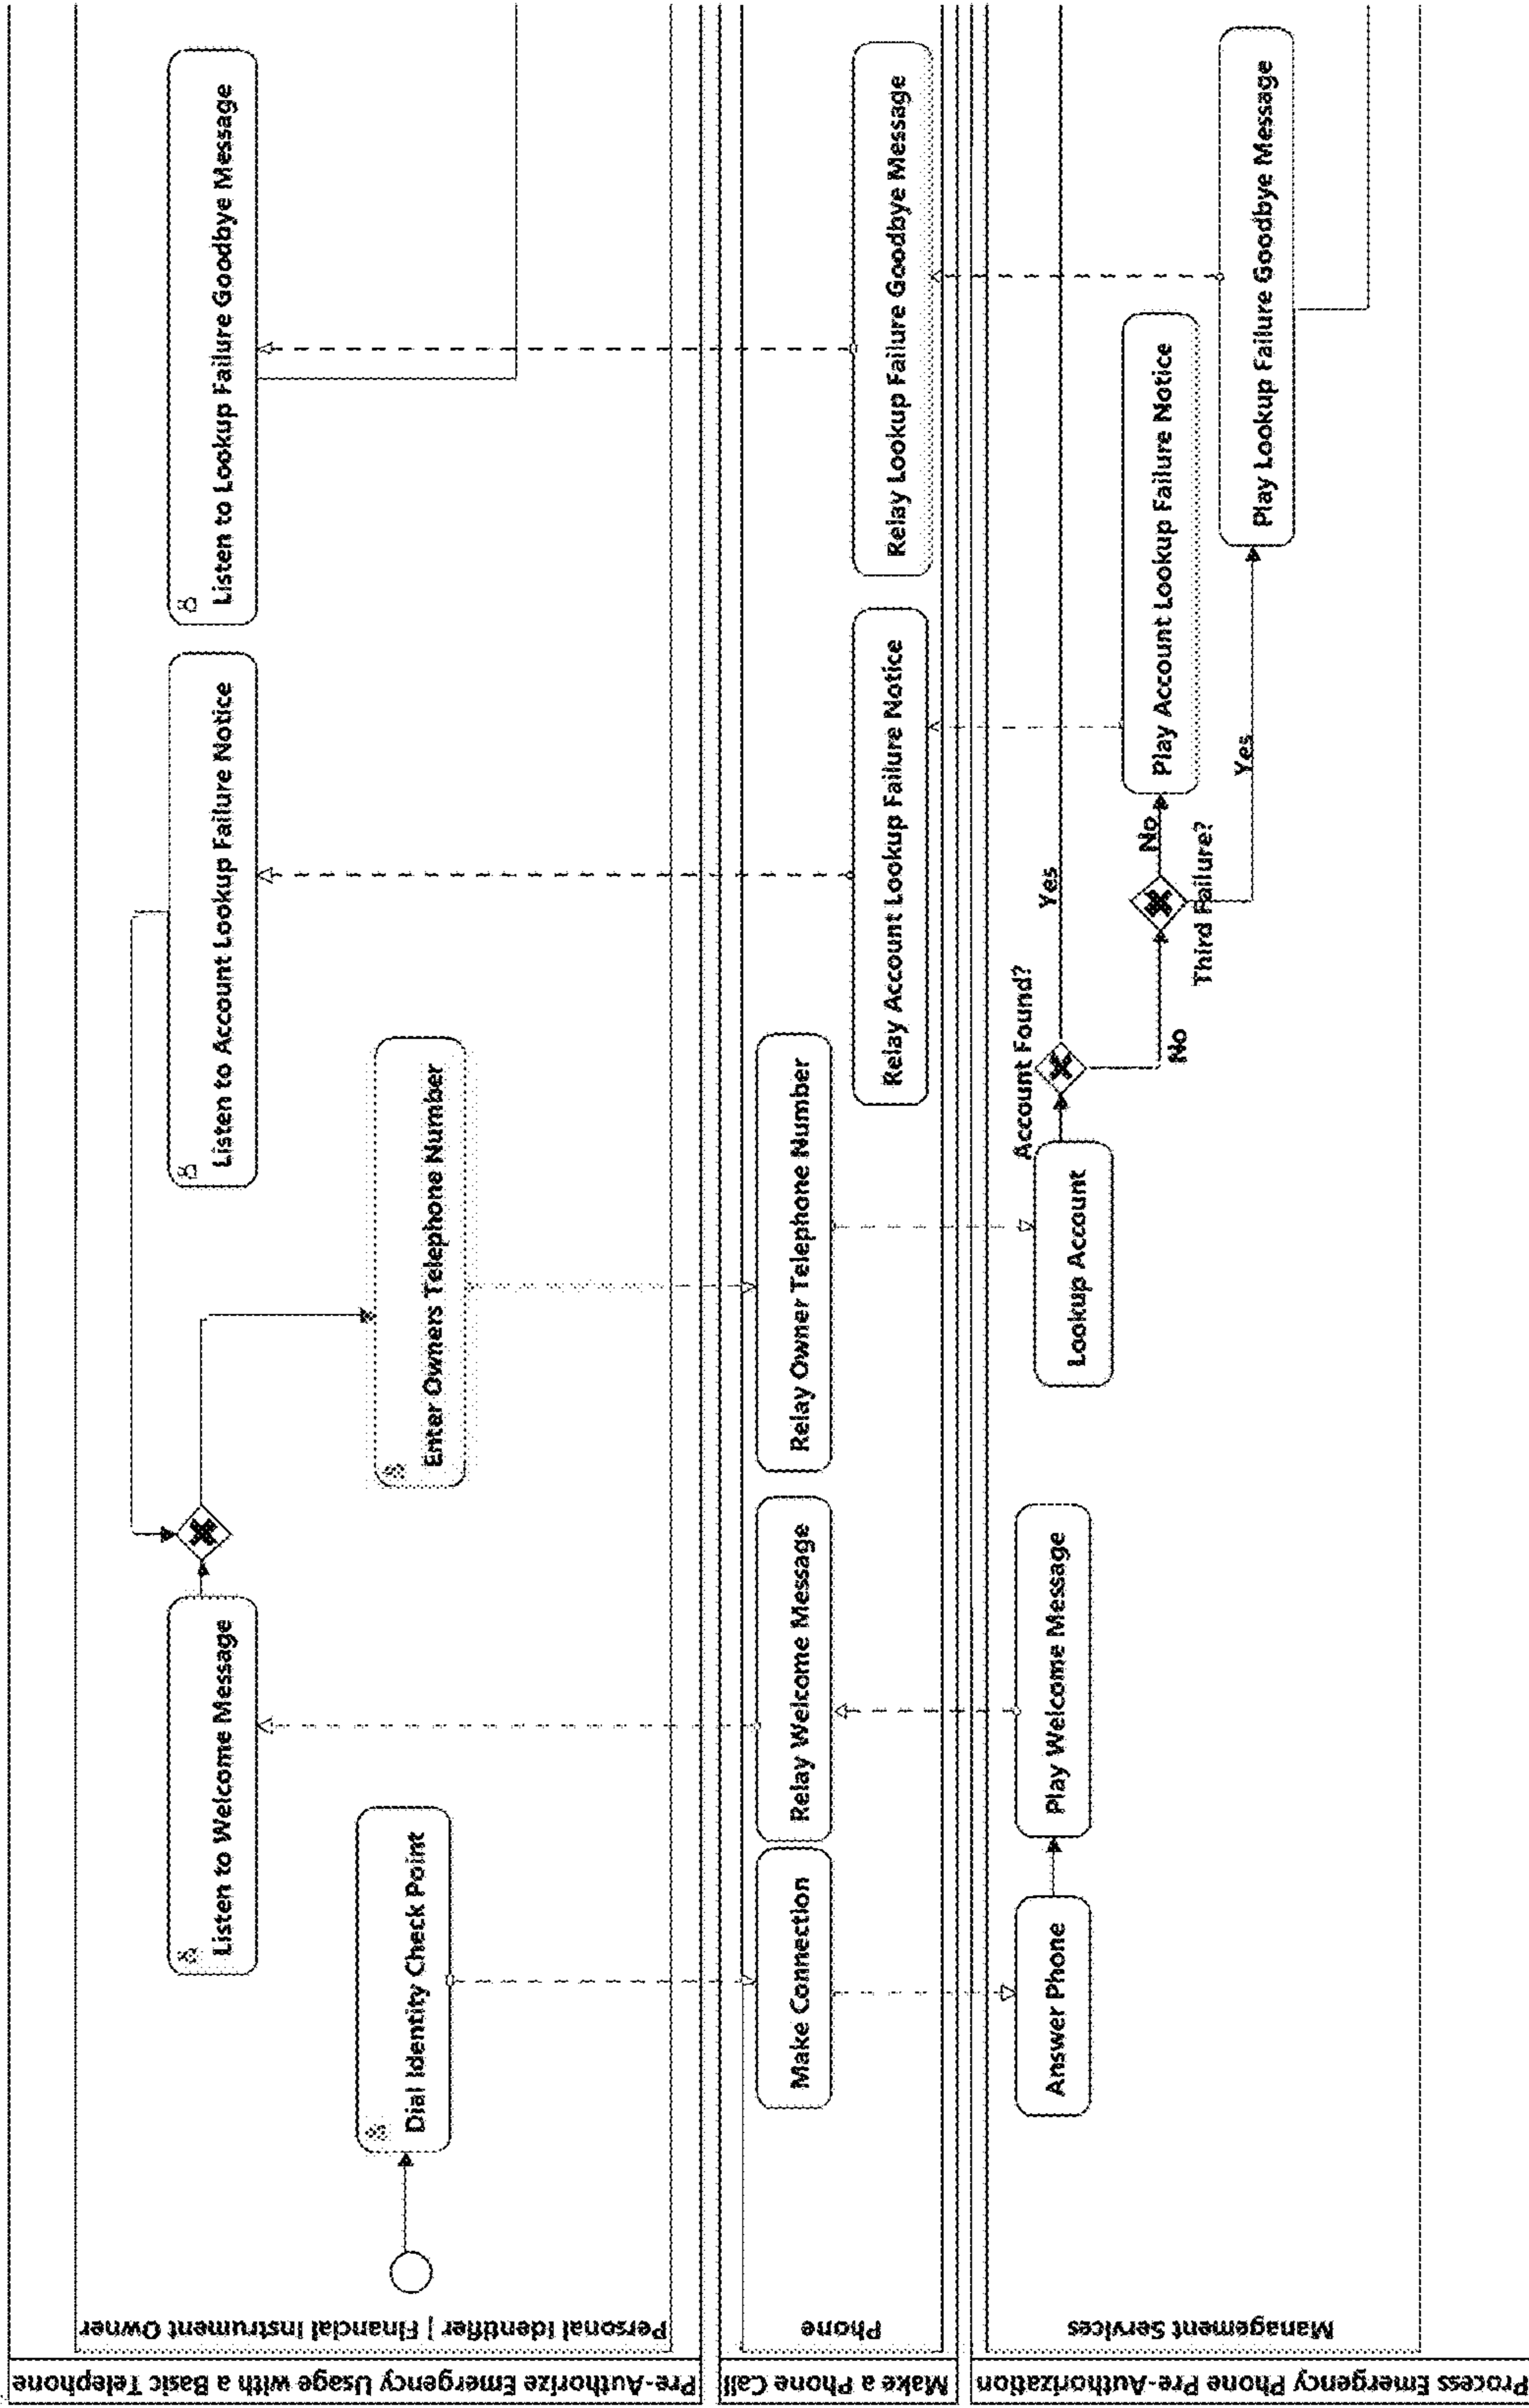 Pre-Authorize Emergency Usage with a Basic Telephone
Personal Identifier | Financial Instrument Owner
Dial Identity Check Point
Listen to Welcome Message
Enter Owners Telephone Number
Listen to Account Lookup Failure Notice
Listen to Lookup Failure Goodbye Message
Make a Phone Call
Phone
Make Connection
Relay Welcome Message
Relay Owner Telephone Number
Relay Account Lookup Failure Notice
Relay Lookup Failure Goodbye Message
Process Emergency Phone Pre-Authorization
Management Services
Answer Phone
Play Welcome Message
Lookup Account
Account Found?
Yes
No
Third Failure?
No
Yes
Play Account Lookup Failure Notice
Play Lookup Failure Goodbye Message